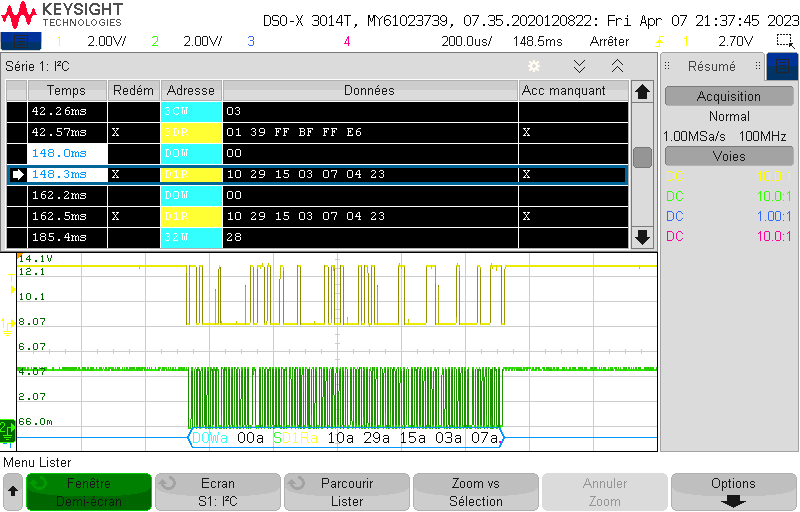 KEYSIGHT
TECHNOLOGIES
DSO-X 3014T, MY61023739, 07.35.2020120822: Fri Apr 07 21:37:45 2023
1 2.00V/ 2 2.00V/ 3 4 200.0us/ 148.5ms Arrêter 1 2.70V
Série 1: I²C
Temps Redém Adresse Données Acc manquant
42.26ms 3CW 03
42.57ms X 01 39 FF BF FF E6 X
148.0ms D0W 00
148.3ms X D1R 10 29 15 03 07 04 23 X
162.2ms D0W 00
162.5ms X D1R 10 29 15 03 07 04 23 X
185.4ms 32W 28
Résumé
Acquisition
Normal
1.00MSa/s 100MHz
Voies
DC 10.0:1
DC 10.0:1
DC 1.00:1
DC 10.0:1
14.1V
12.1
10.1
8.07
6.07
4.07
2.07
66.0m
D0Wa 00a SD1Ra 10a 29a 15a 03a 07a
Menu Lister
Fenêtre
Demi-écran
Ecran
S1: I²C
Parcourir
Lister
Zoom vs
Sélection
Annuler
Zoom
Options